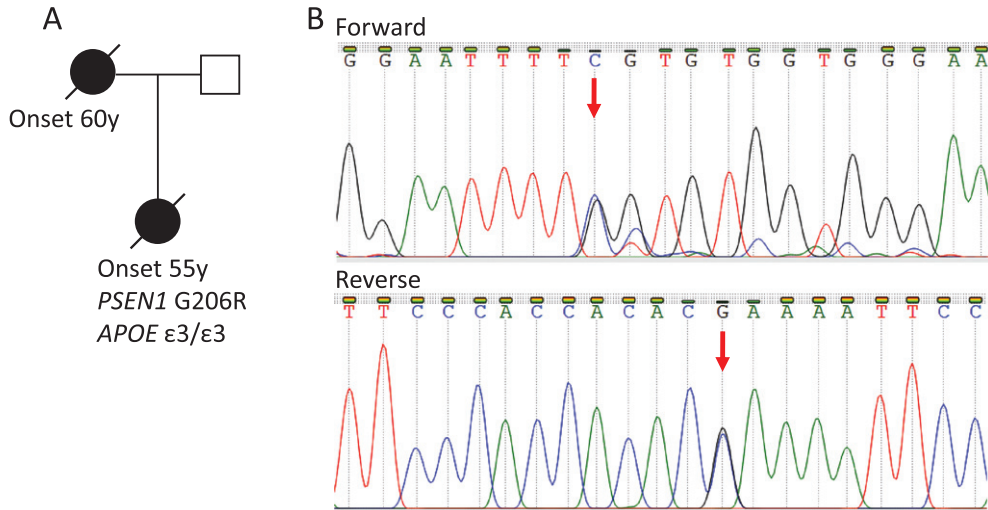 A
Onset 60y
Onset 55y
PSEN1 G206R
APOE ε3/ε3
B
Forward
G G A A T T T T C G T G T G G T G G G A A
Reverse
T T C C C A C C A C A C G A A A A T T C C